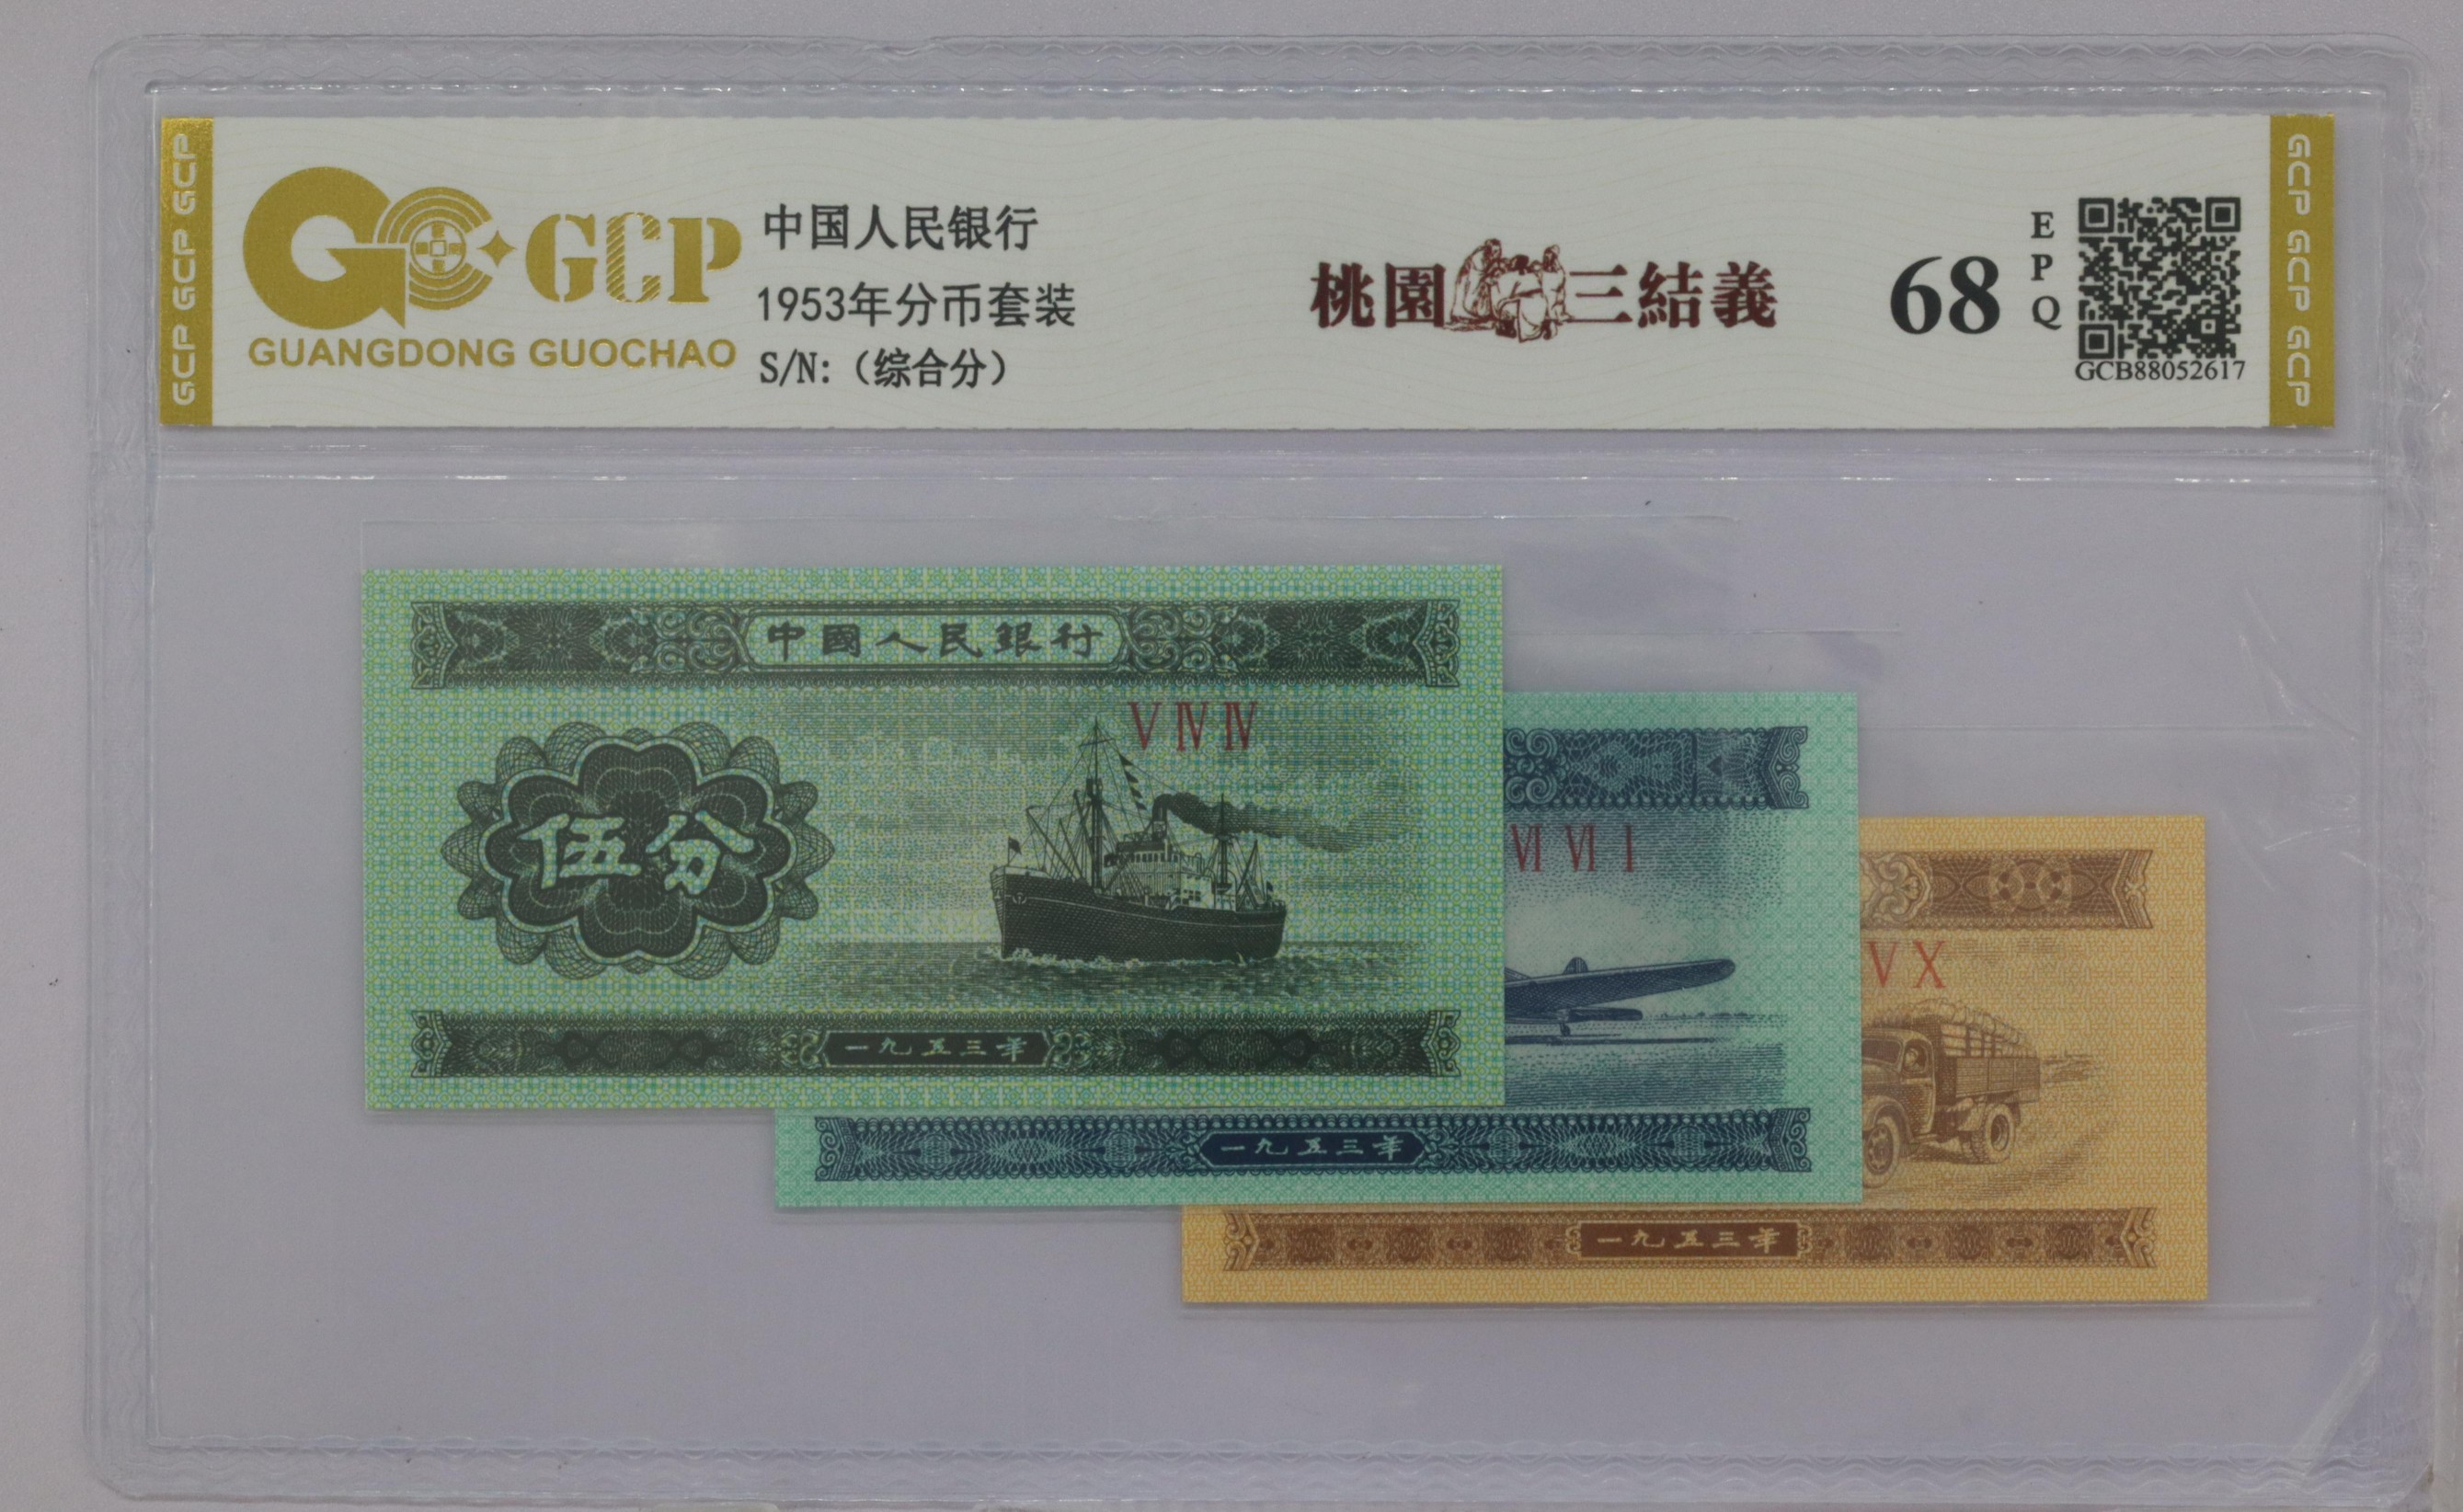 GCP GCP GCP
GCP
GUANGDONG GUOCHAO
中国人民银行
1953年分币套装
S/N:（综合分）
桃園三結義
68
EPQ
GCB88052617
GCP GCP GCP
中國人民銀行
V IV IV
伍分
一九五三年
VI VI I
一九五三年
V X
一九五三年